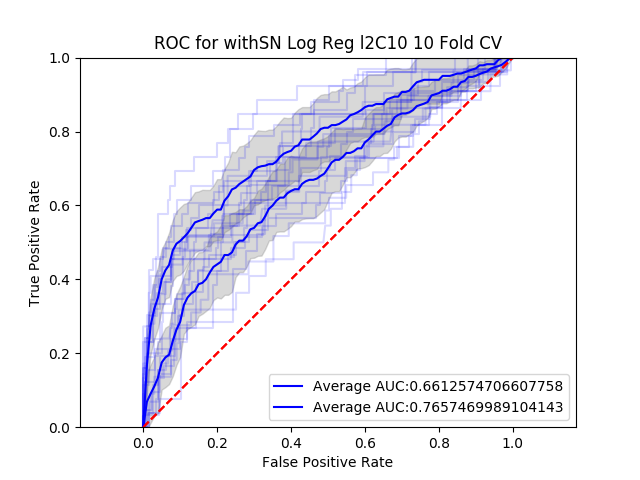 ROC for withSN Log Reg l2C10 10 Fold CV
True Positive Rate
1.0
0.8
0.6
0.4
0.2
0.0
Average AUC:0.6612574706607758
Average AUC:0.7657469989104143
0.0 0.2 0.4 0.6 0.8 1.0
False Positive Rate